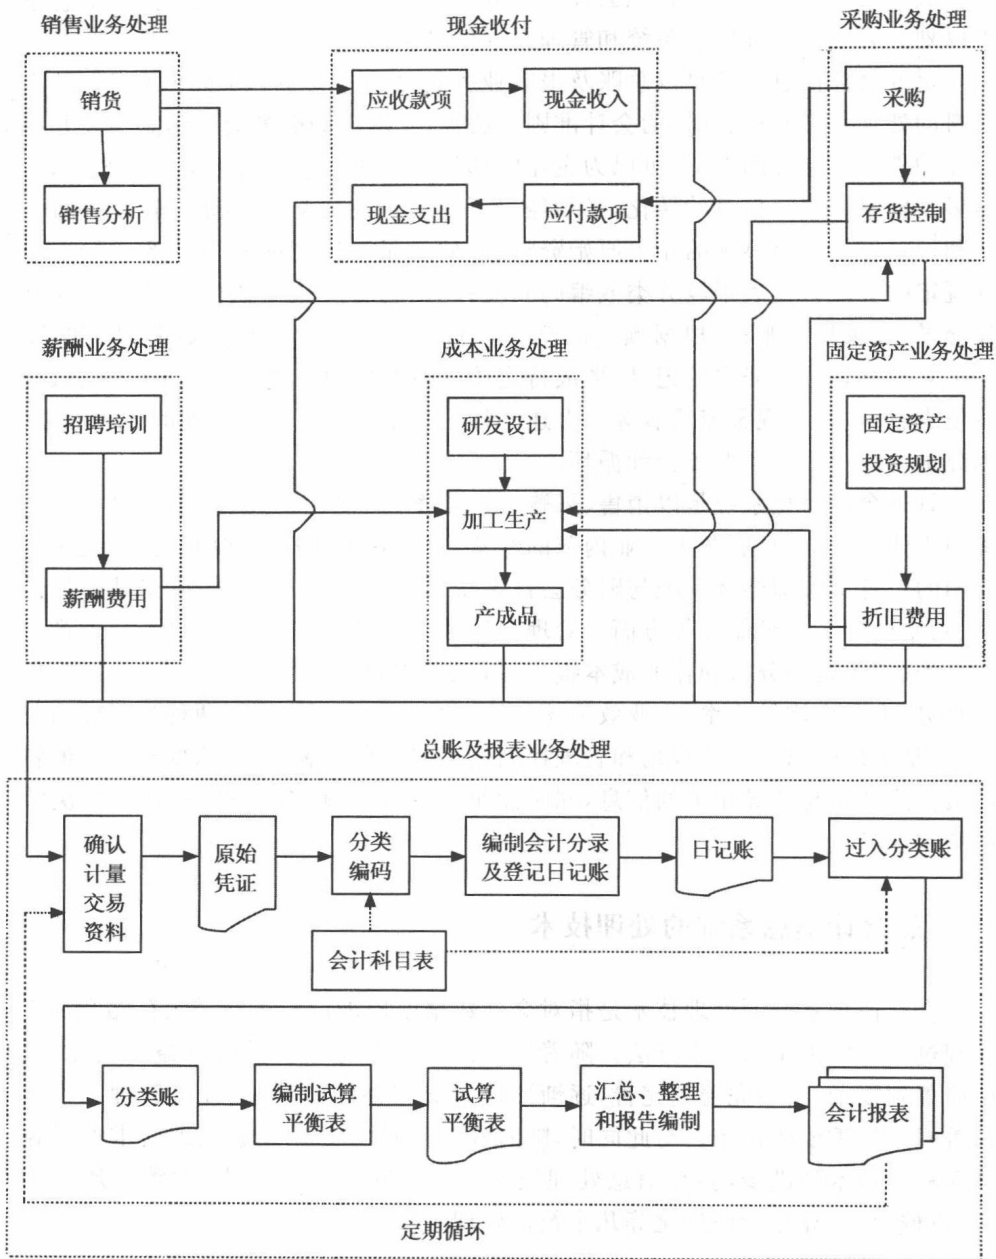 销售业务处理
现金收付
采购业务处理
销货
应收款项
现金收入
采购
销售分析
现金支出
应付款项
存货控制
薪酬业务处理
成本业务处理
固定资产业务处理
招聘培训
研发设计
固定资产
投资规划
加工生产
薪酬费用
产成品
折旧费用
总账及报表业务处理
确认
计量
交易
资料
原始
凭证
分类
编码
编制会计分录
及登记日记账
日记账
过入分类账
会计科目表
分类账
编制试算
平衡表
试算
平衡表
汇总、整理
和报告编制
会计报表
定期循环